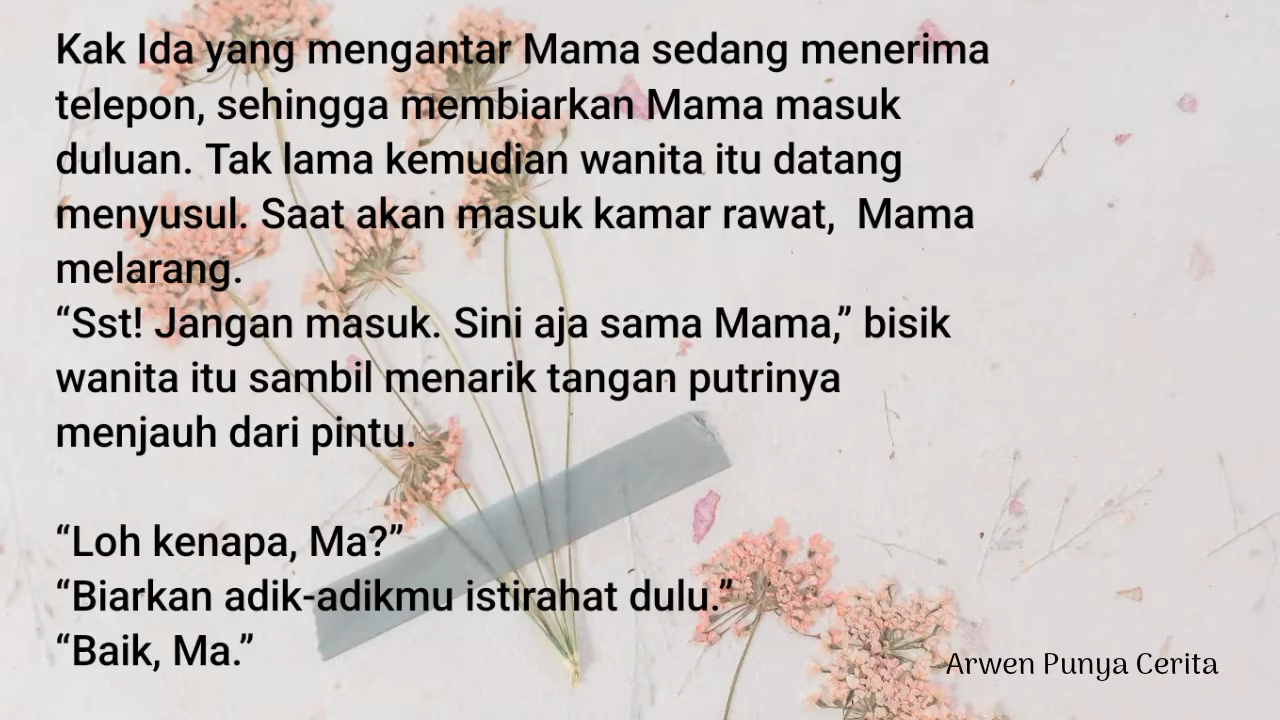 Kak Ida yang mengantar Mama sedang menerima
telepon, sehingga membiarkan Mama masuk
duluan. Tak lama kemudian wanita itu datang
menyusul. Saat akan masuk kamar rawat,  Mama
melarang.
“Sst! Jangan masuk. Sini aja sama Mama,” bisik
wanita itu sambil menarik tangan putrinya
menjauh dari pintu.
“Loh kenapa, Ma?”
“Biarkan adik-adikmu istirahat dulu.”
“Baik, Ma.”
Arwen Punya Cerita